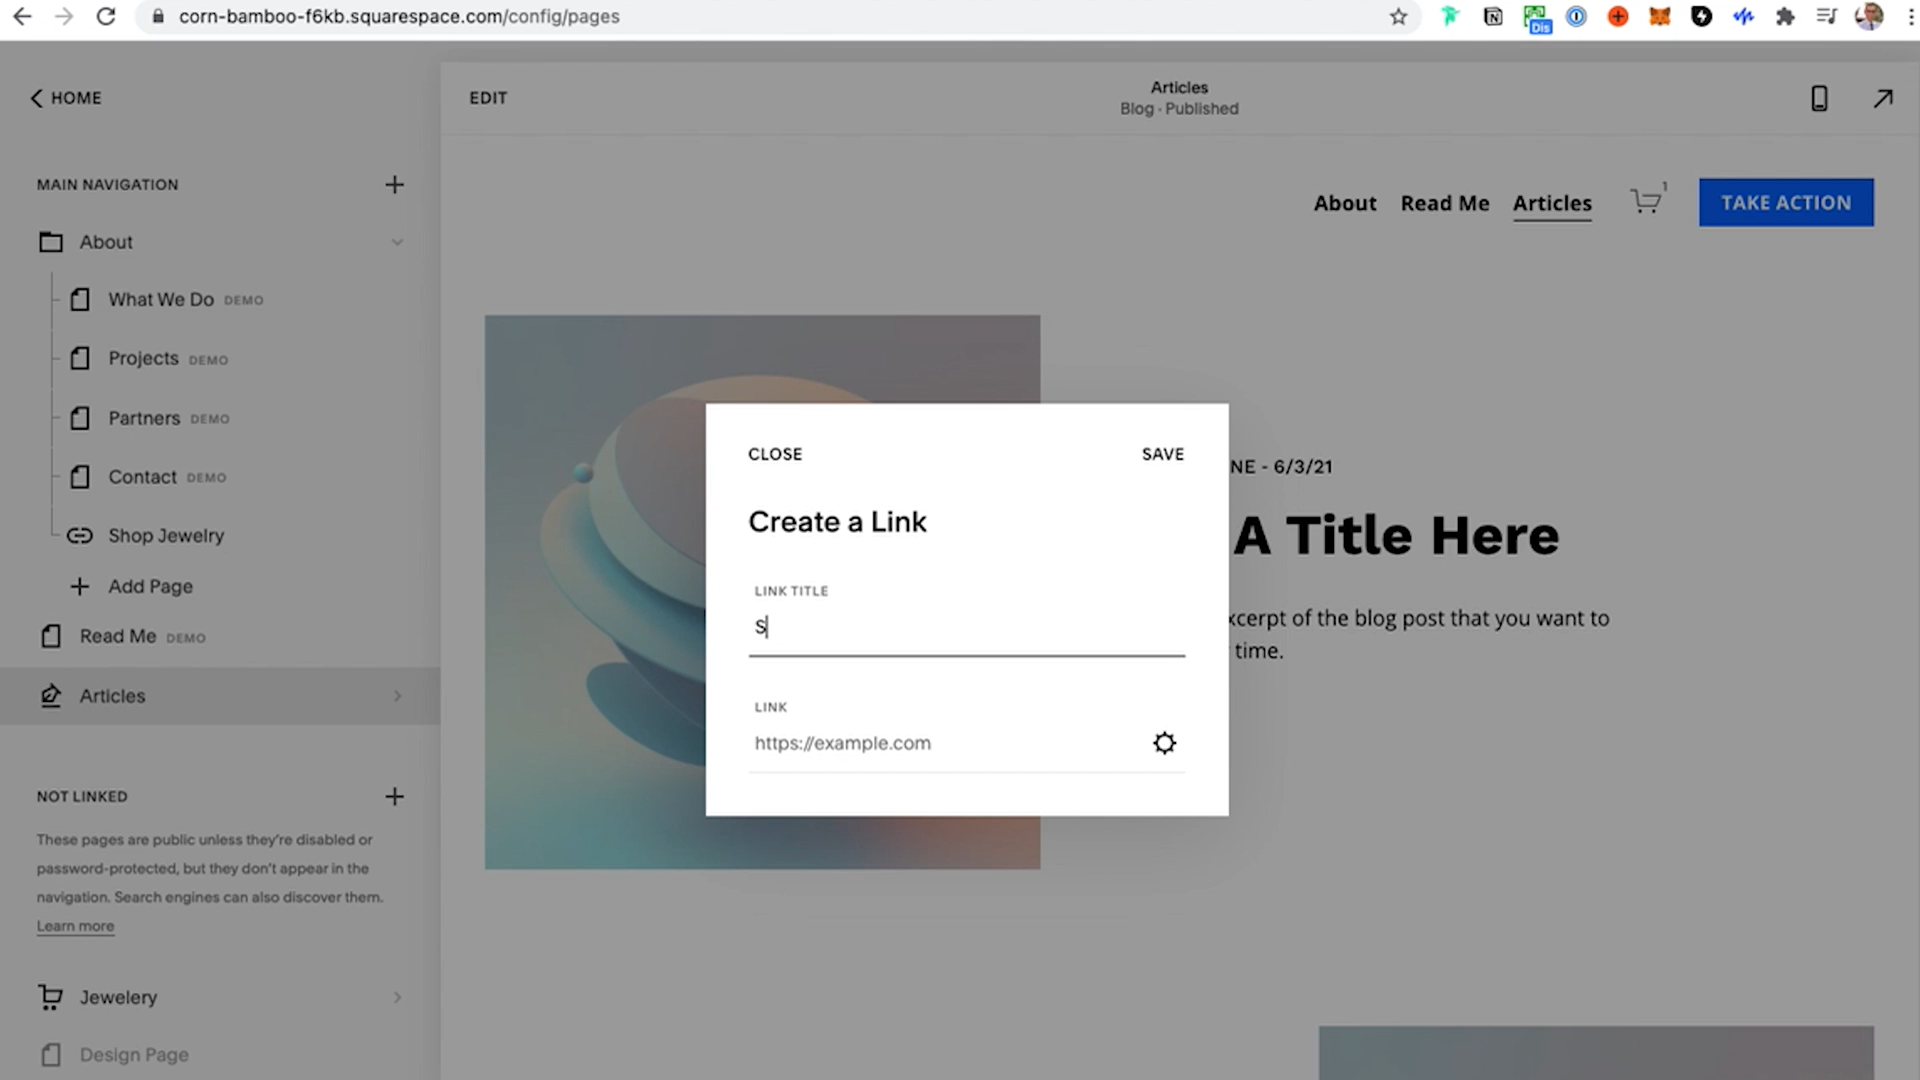 corn-bamboo-f6kb.squarespace.com/config/pages
Dis
HOME
EDIT
Articles
Blog · Published
MAIN NAVIGATION
About
What We Do DEMO
Projects DEMO
Partners DEMO
Contact DEMO
Shop Jewelry
Add Page
Read Me DEMO
Articles
NOT LINKED
These pages are public unless they're disabled or
password-protected, but they don't appear in the
navigation. Search engines can also discover them.
Learn more
Jewelery
Design Page
About Read Me Articles 1 TAKE ACTION
NE - 6/3/21
A Title Here
xcerpt of the blog post that you want to
time.
CLOSE SAVE
Create a Link
LINK TITLE
S
LINK
https://example.com